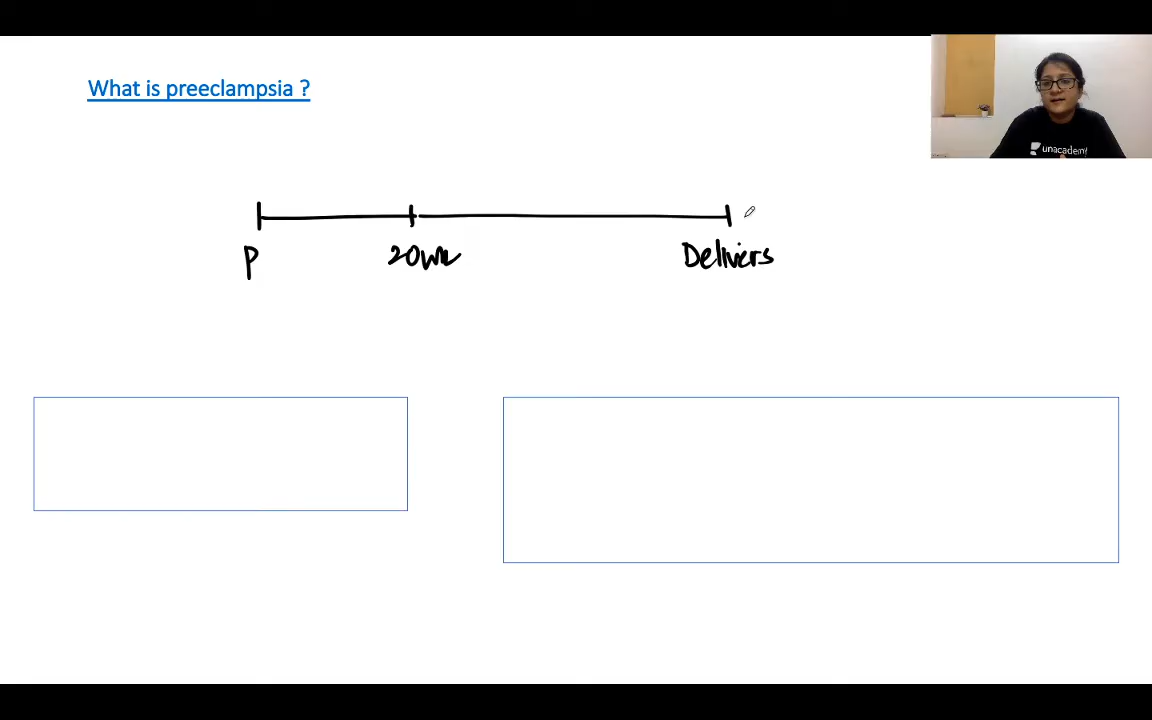 What is preeclampsia ?
unacademy
P
20wk
Delivers